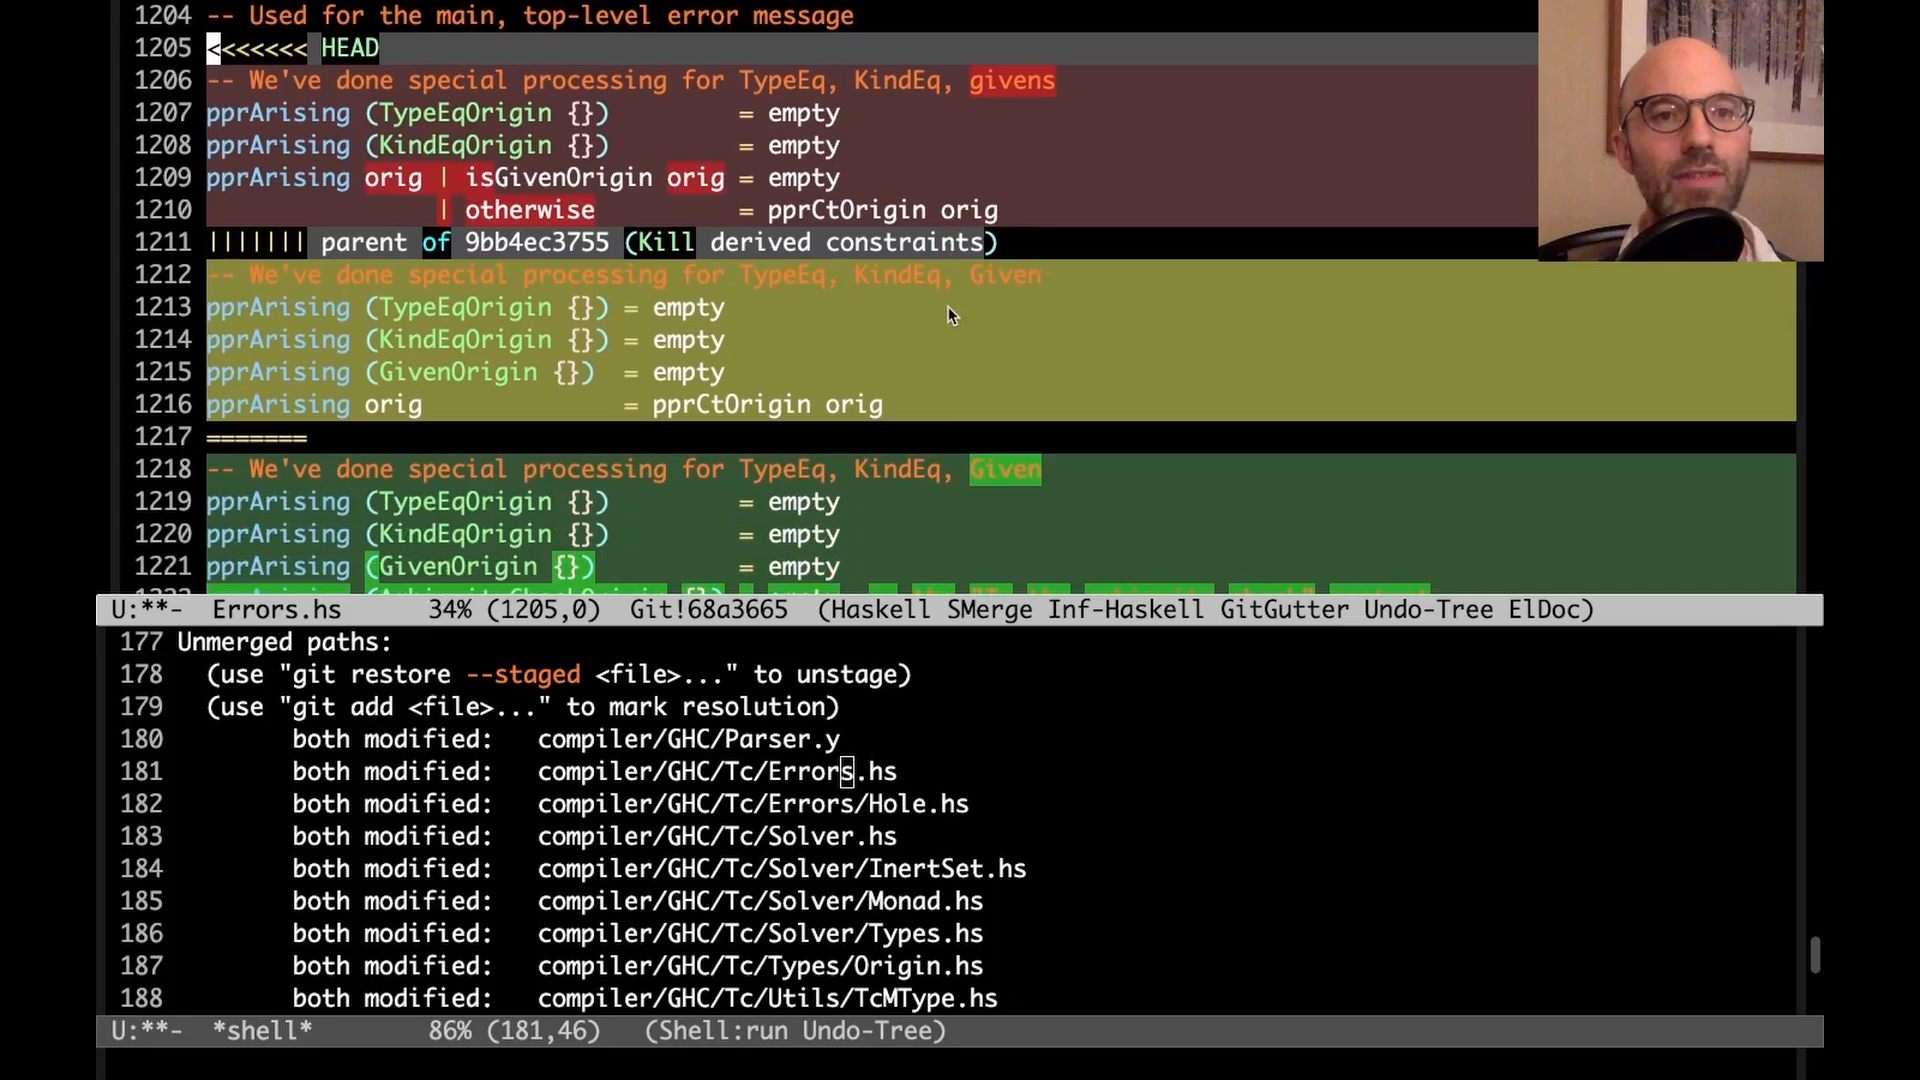 1204 -- Used for the main, top-level error message
1205 <<<<<<< HEAD
1206 -- We've done special processing for TypeEq, KindEq, givens
1207 pprArising (TypeEqOrigin {})         = empty
1208 pprArising (KindEqOrigin {})         = empty
1209 pprArising orig | isGivenOrigin orig = empty
1210                 | otherwise          = pprCtOrigin orig
1211 ||||||| parent of 9bb4ec3755 (Kill derived constraints)
1212 -- We've done special processing for TypeEq, KindEq, Given
1213 pprArising (TypeEqOrigin {}) = empty
1214 pprArising (KindEqOrigin {}) = empty
1215 pprArising (GivenOrigin {})  = empty
1216 pprArising orig              = pprCtOrigin orig
1217 =======
1218 -- We've done special processing for TypeEq, KindEq, Given
1219 pprArising (TypeEqOrigin {})         = empty
1220 pprArising (KindEqOrigin {})         = empty
1221 pprArising (GivenOrigin {})          = empty
U:**-  Errors.hs      34% (1205,0)  Git!68a3665  (Haskell SMerge Inf-Haskell GitGutter Undo-Tree ElDoc)
177 Unmerged paths:
178   (use "git restore --staged <file>..." to unstage)
179   (use "git add <file>..." to mark resolution)
180         both modified:   compiler/GHC/Parser.y
181         both modified:   compiler/GHC/Tc/Errors.hs
182         both modified:   compiler/GHC/Tc/Errors/Hole.hs
183         both modified:   compiler/GHC/Tc/Solver.hs
184         both modified:   compiler/GHC/Tc/Solver/InertSet.hs
185         both modified:   compiler/GHC/Tc/Solver/Monad.hs
186         both modified:   compiler/GHC/Tc/Solver/Types.hs
187         both modified:   compiler/GHC/Tc/Types/Origin.hs
188         both modified:   compiler/GHC/Tc/Utils/TcMType.hs
U:**-  *shell*        86% (181,46)   (Shell:run Undo-Tree)